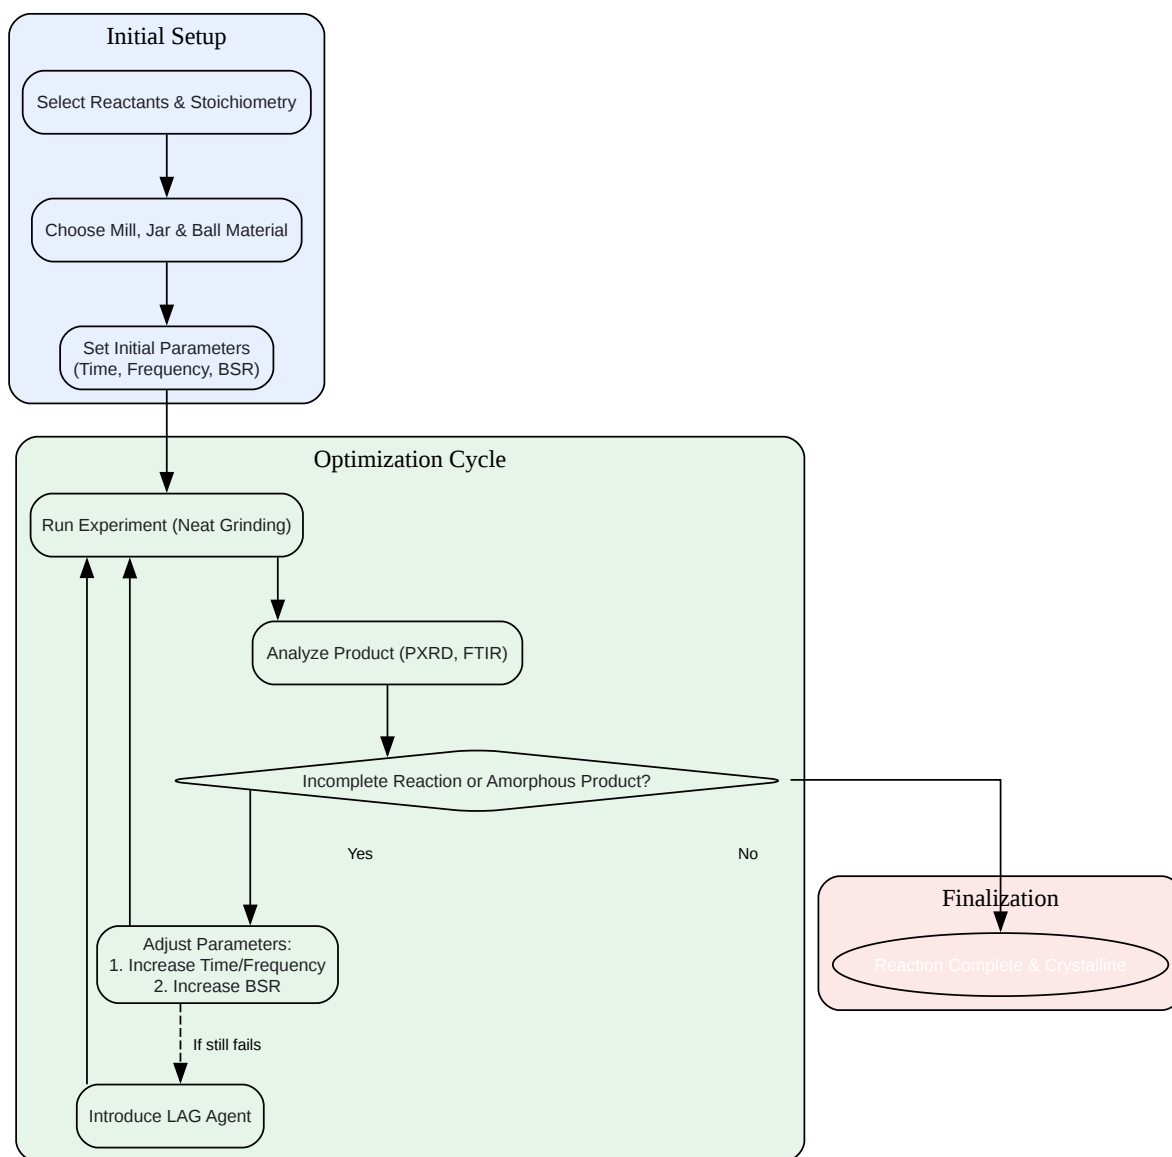 Initial Setup
Select Reactants & Stoichiometry
Choose Mill, Jar & Ball Material
Set Initial Parameters
(Time, Frequency, BSR)
Optimization Cycle
Run Experiment (Neat Grinding)
Analyze Product (PXRD, FTIR)
Incomplete Reaction or Amorphous Product?
Yes
No
Adjust Parameters:
1. Increase Time/Frequency
2. Increase BSR
If still fails
Introduce LAG Agent
Finalization
Reaction Complete & Crystalline